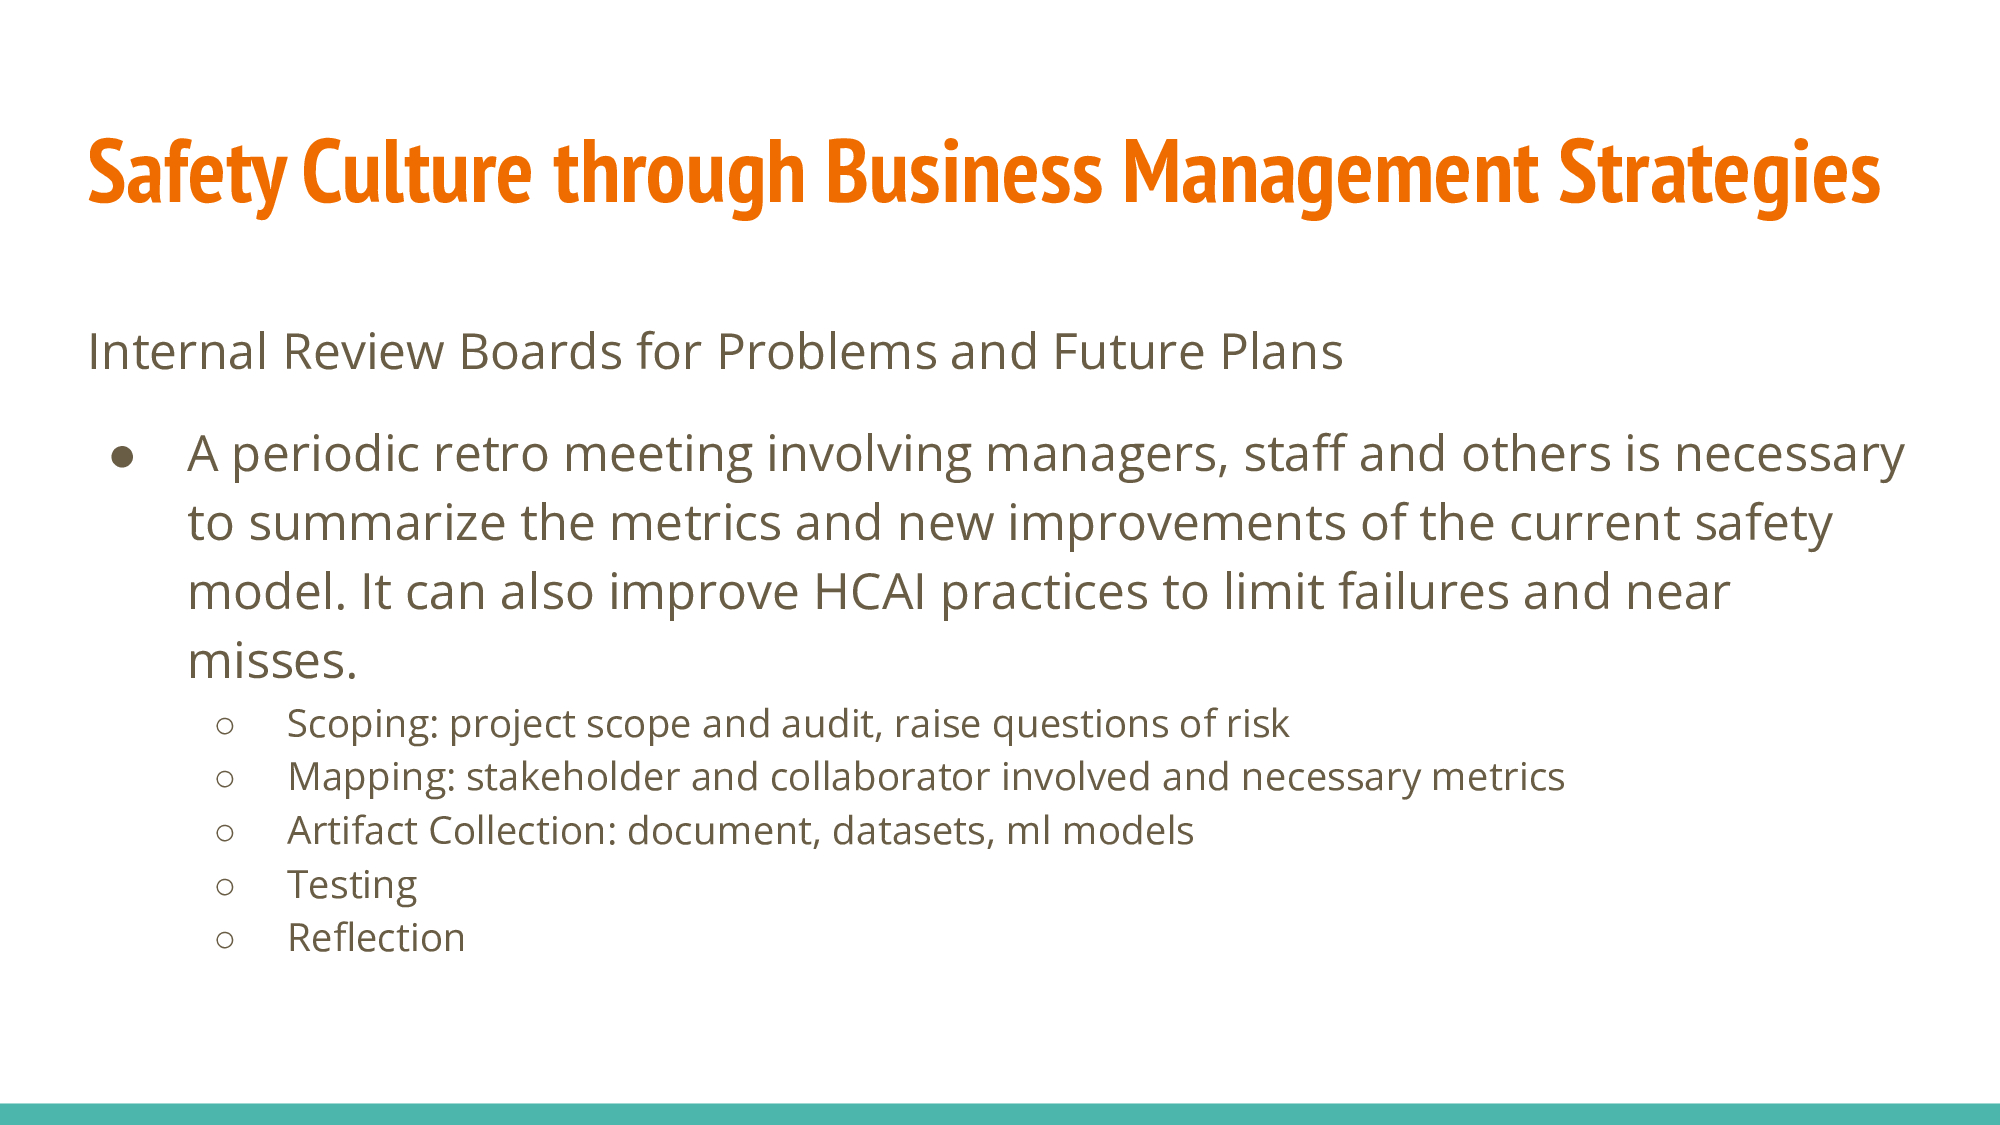 Safety Culture through Business Management Strategies
Internal Review Boards for Problems and Future Plans
● A periodic retro meeting involving managers, staff and others is necessary
to summarize the metrics and new improvements of the current safety
model. It can also improve HCAI practices to limit failures and near
misses.
○ Scoping: project scope and audit, raise questions of risk
○ Mapping: stakeholder and collaborator involved and necessary metrics
○ Artifact Collection: document, datasets, ml models
○ Testing
○ Reflection